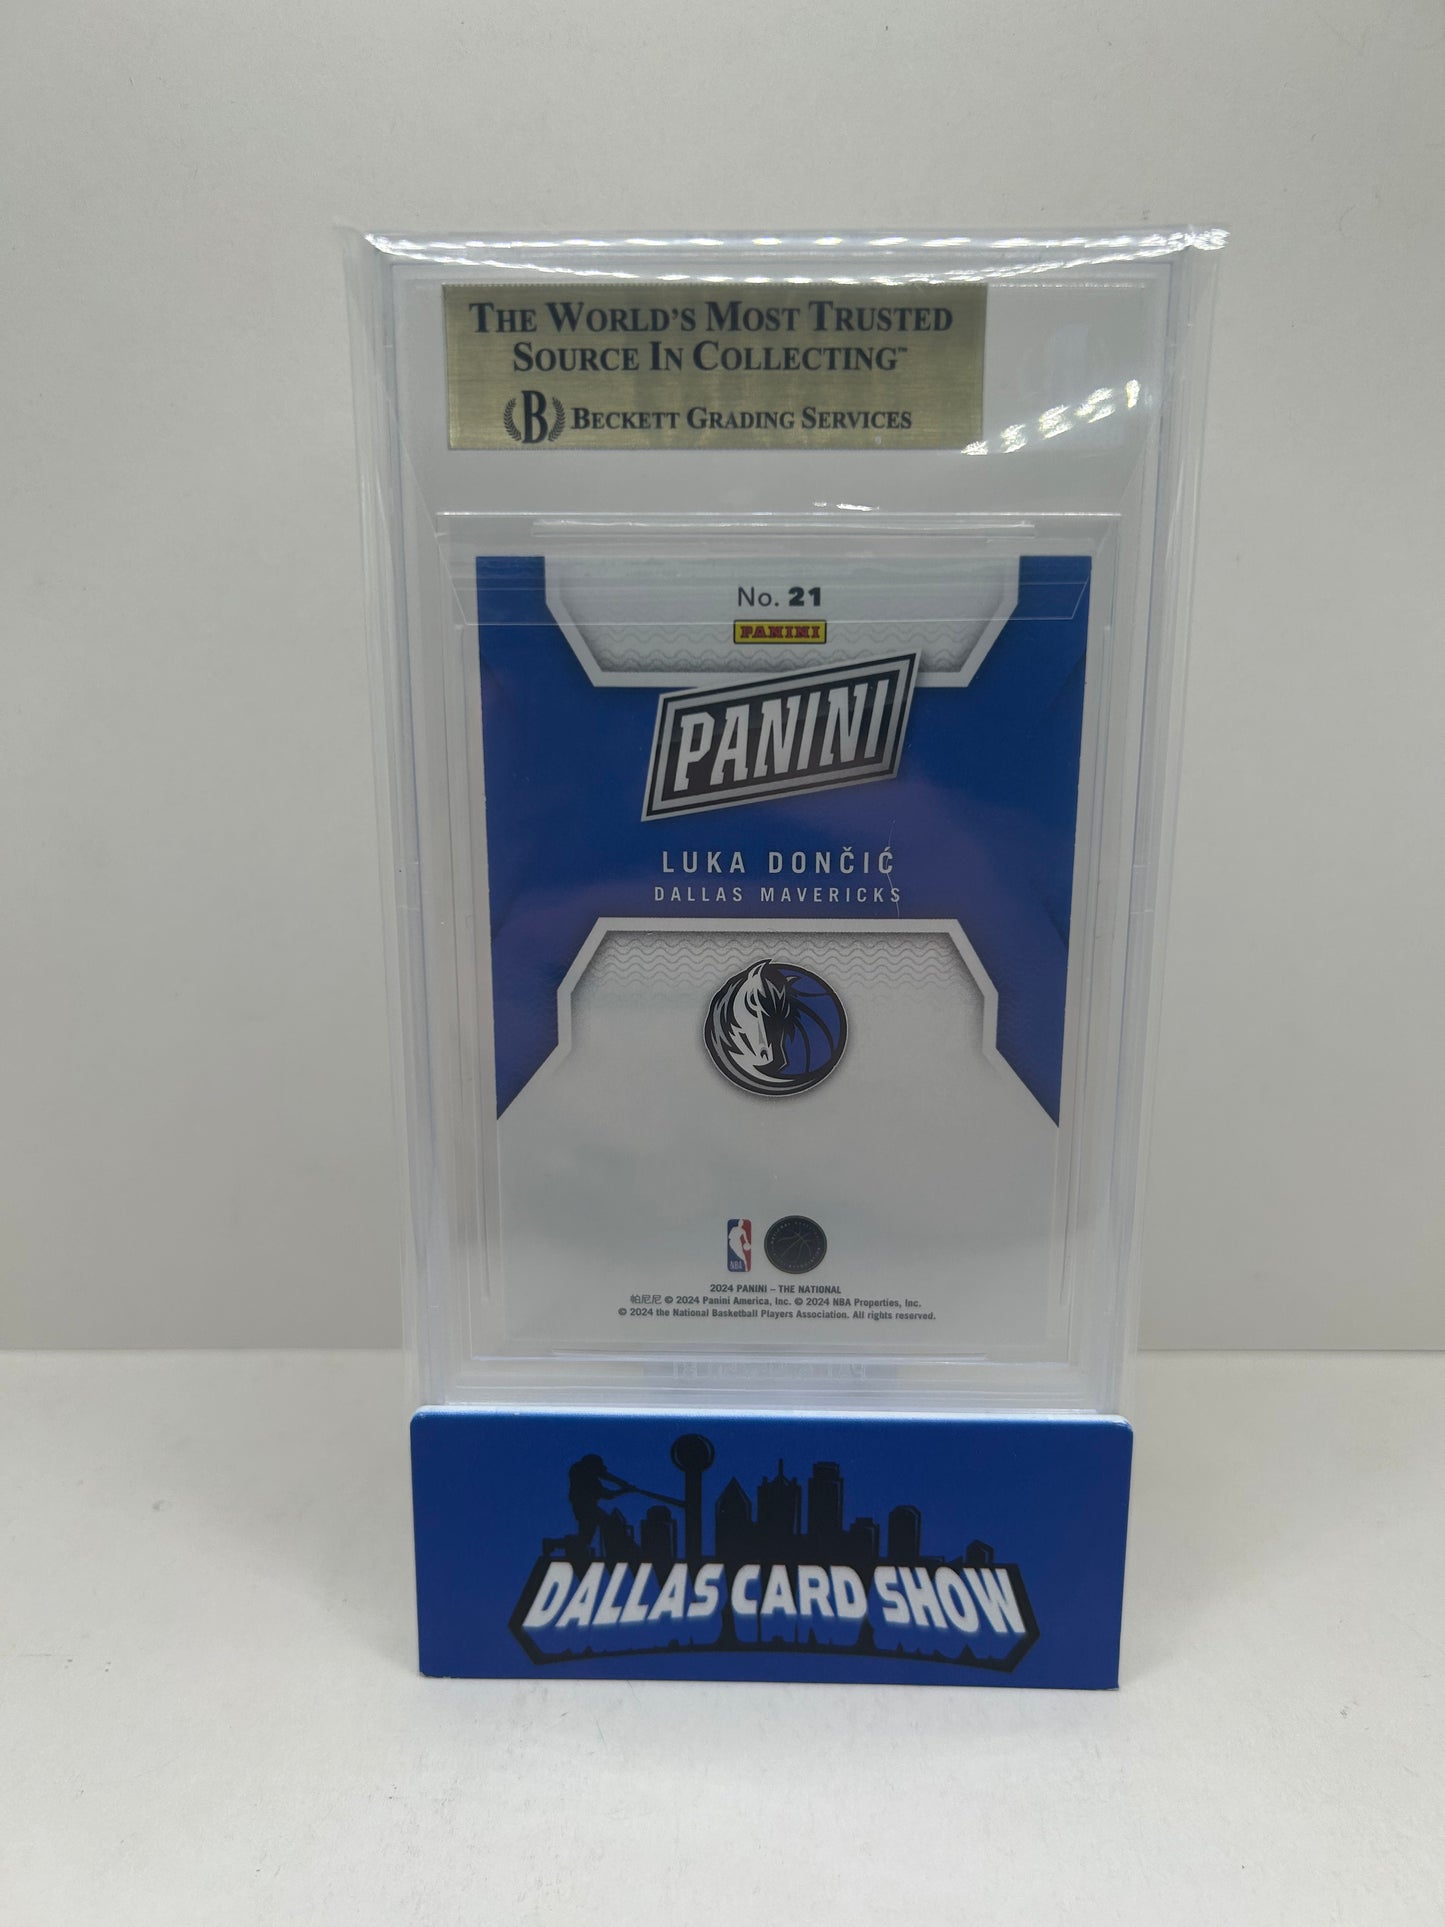 THE WORLD'S MOST TRUSTED
SOURCE IN COLLECTING™
B BECKETT GRADING SERVICES
No. 21
PANINI
PANINI
LUKA DONČIĆ
DALLAS MAVERICKS
NBA
2024 PANINI – THE NATIONAL
帕尼尼 © 2024 Panini America, Inc. © 2024 NBA Properties, Inc.
© 2024 the National Basketball Players Association. All rights reserved.
DALLAS CARD SHOW